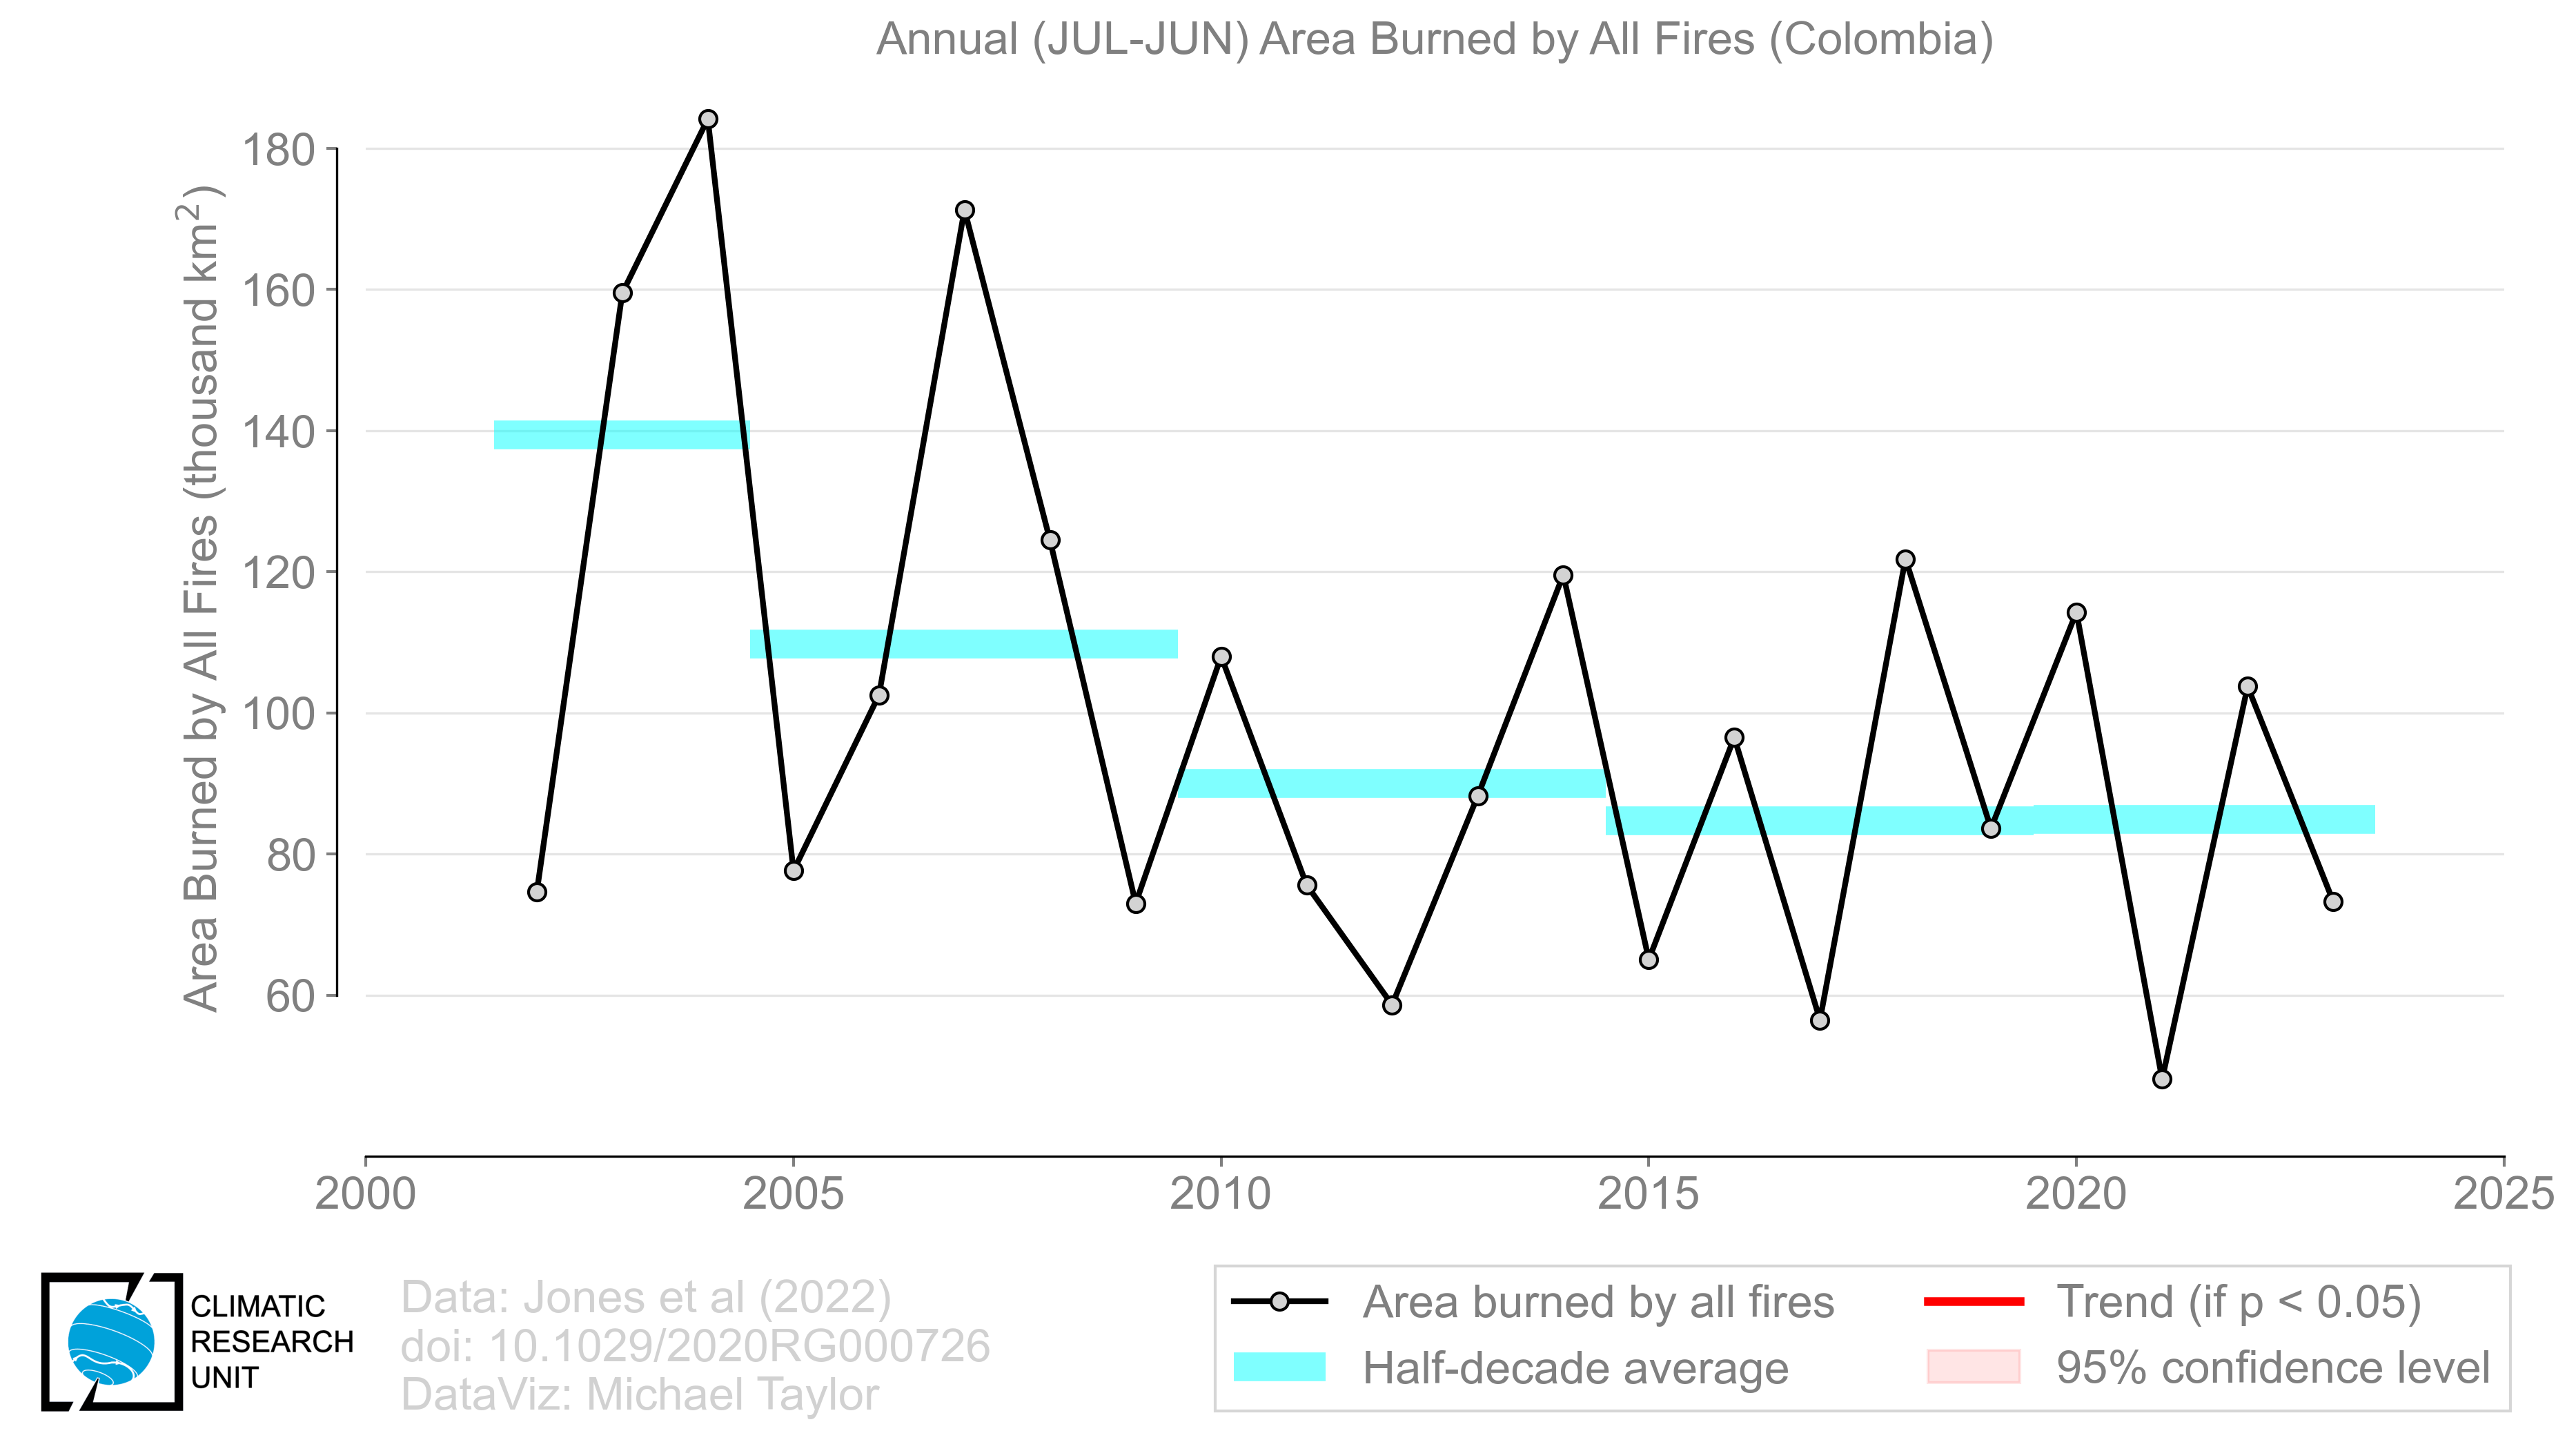 Annual (JUL-JUN) Area Burned by All Fires (Colombia)
Area Burned by All Fires (thousand km²)
180
160
140
120
100
80
60
2000 2005 2010 2015 2020 2025
CLIMATIC
RESEARCH
UNIT
Data: Jones et al (2022)
doi: 10.1029/2020RG000726
DataViz: Michael Taylor
Area burned by all fires
Half-decade average
Trend (if p < 0.05)
95% confidence level